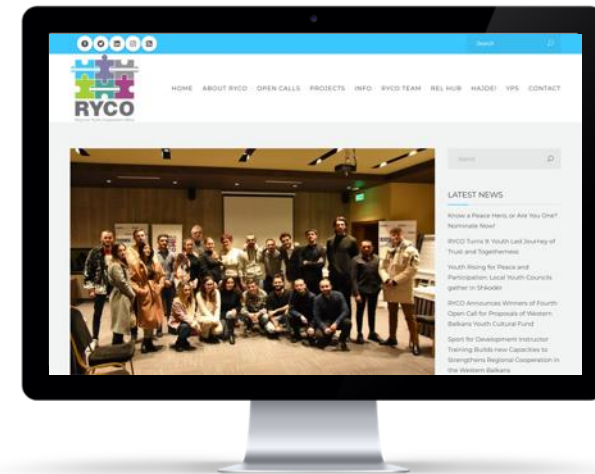 Search
RYCO
Regional Youth Cooperation Office
HOME ABOUT RYCO OPEN CALLS PROJECTS INFO RYCO TEAM REL HUB HAJDE! YPS CONTACT
Search
LATEST NEWS
Know a Peace Hero, or Are You One?
Nominate Now!
RYCO Turns 9: Youth Led Journey of
Trust and Togetherness
Youth Rising for Peace and
Participation: Local Youth Councils
gather in Shkoder
RYCO Announces Winners of Fourth
Open Call for Proposals of Western
Balkans Youth Cultural Fund
Sport for Development Instructor
Training Builds new Capacities to
Strengthens Regional Cooperation in
the Western Balkans